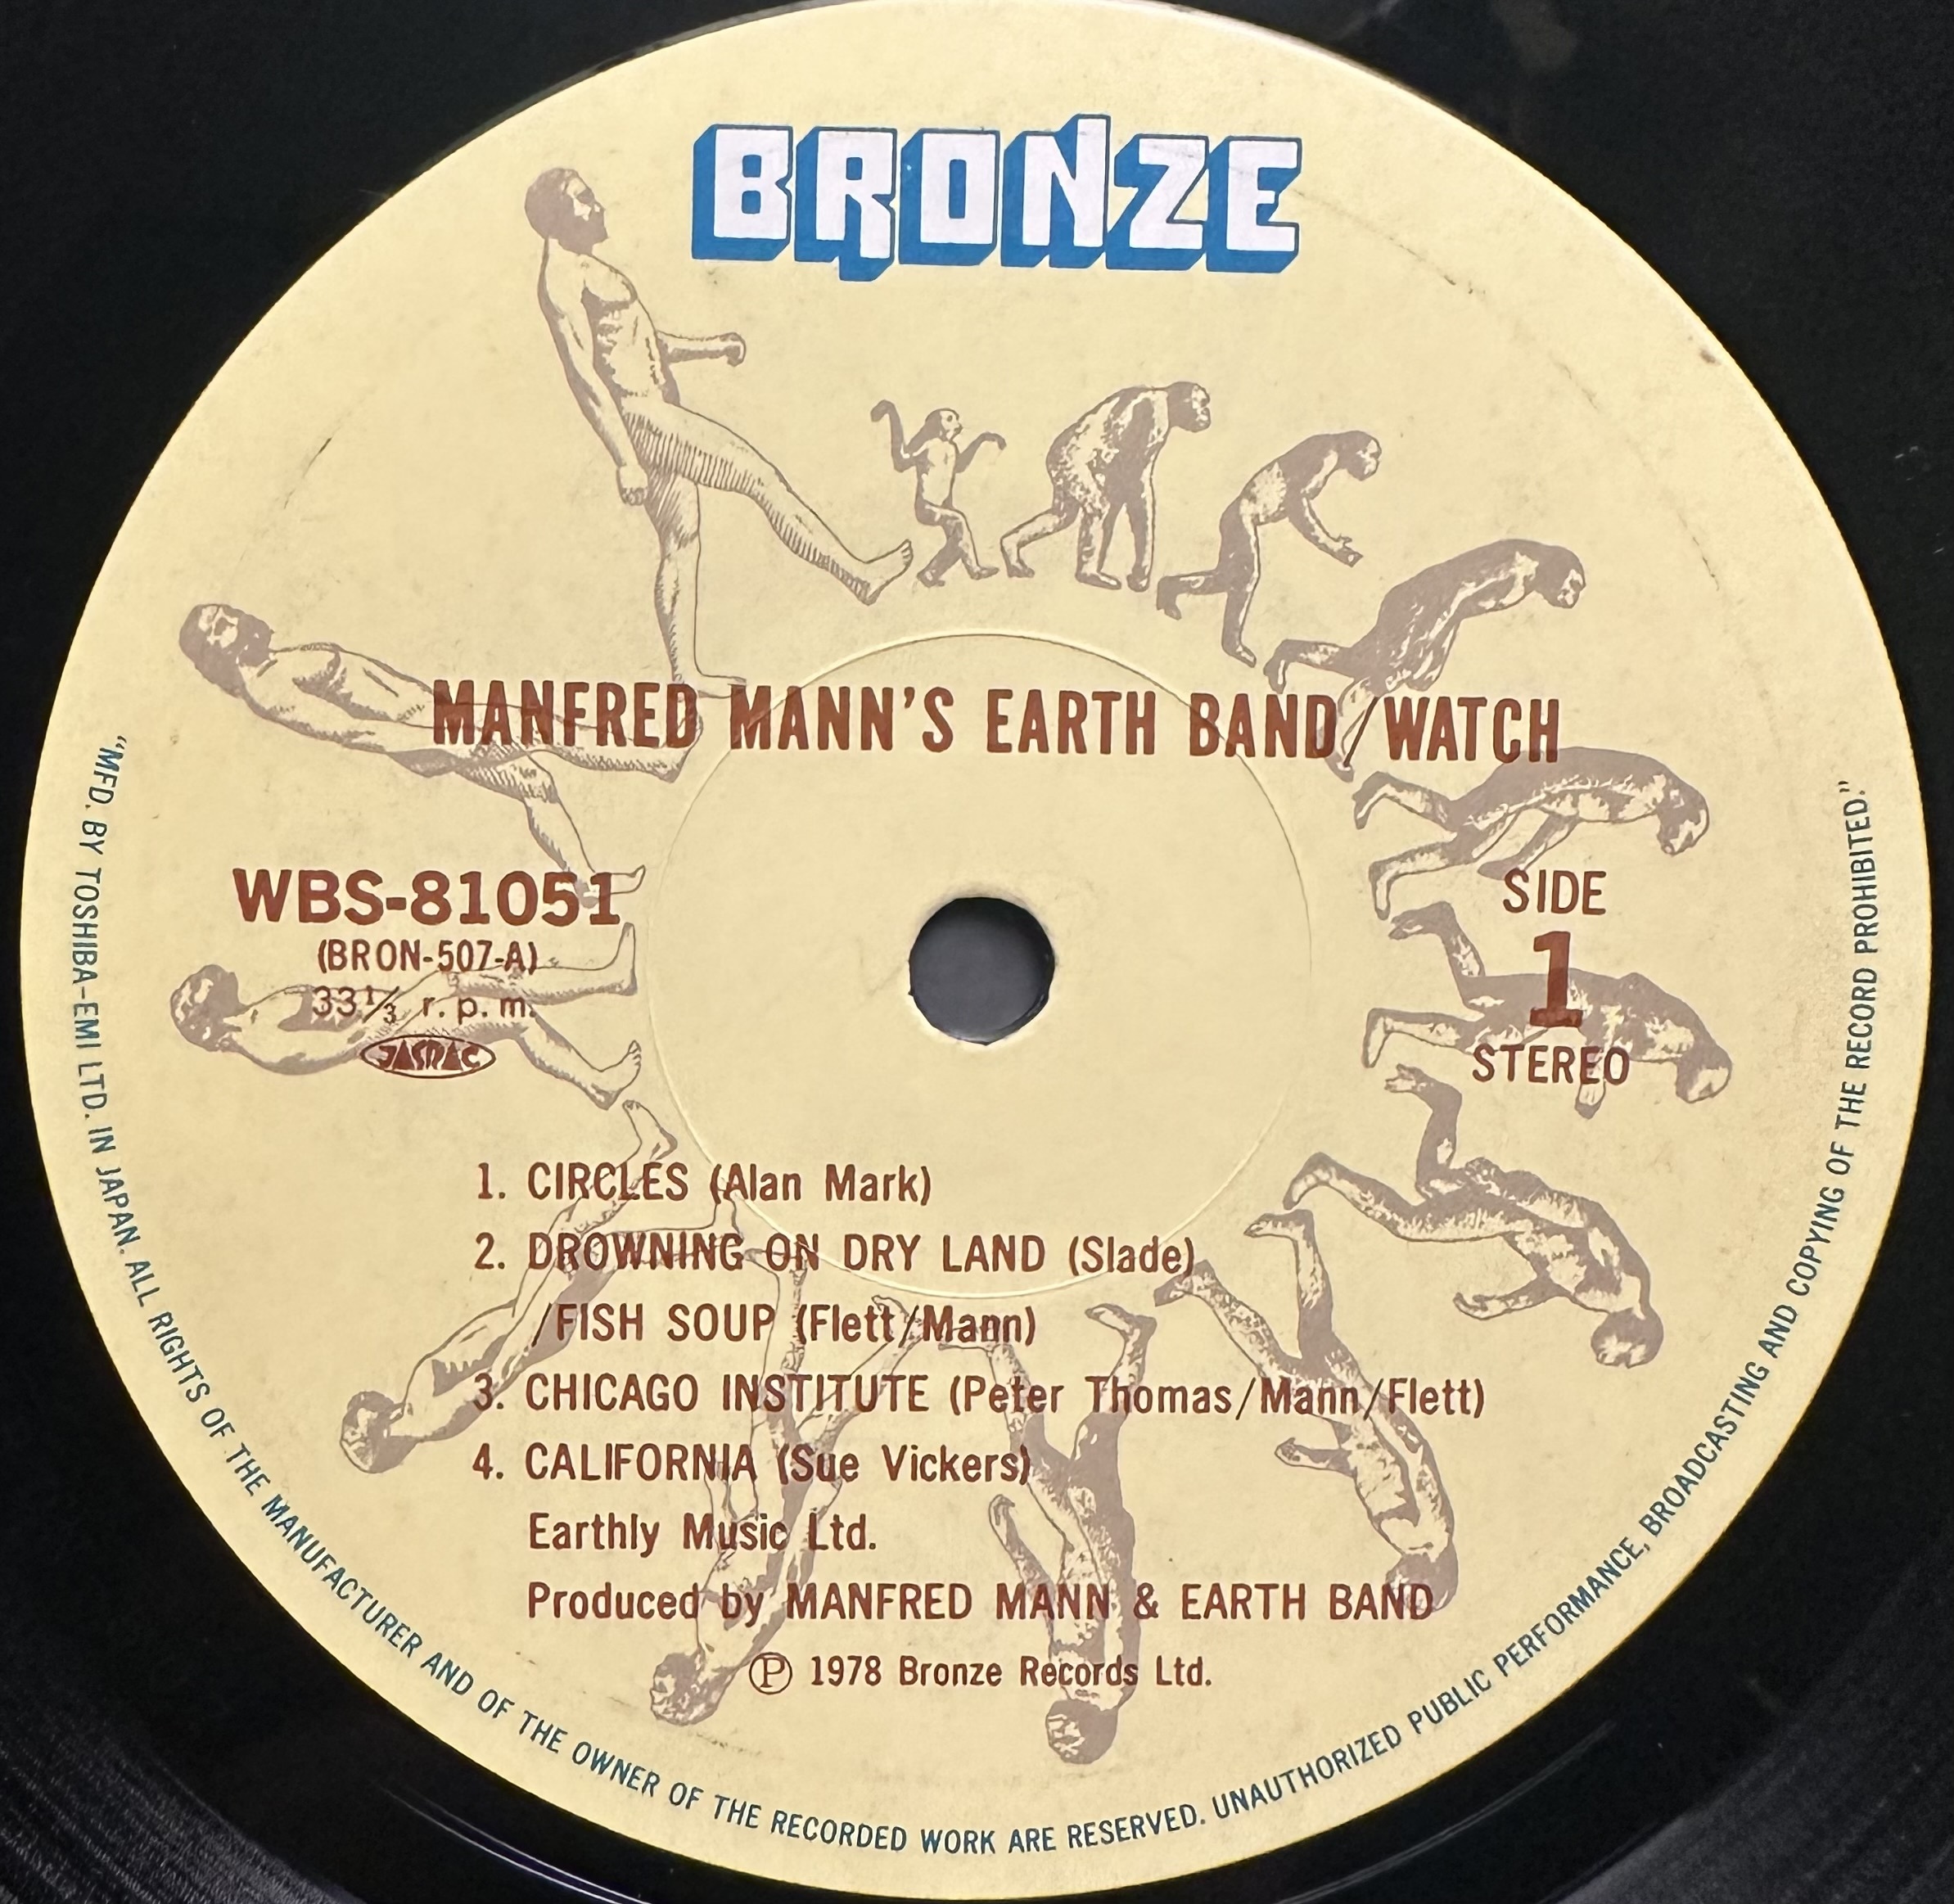 BRONZE
MANFRED MANN'S EARTH BAND/WATCH
WBS-81051
(BRON-507-A)
33⅓ r.p.m.
JASRAC
SIDE
1
STEREO
1. CIRCLES (Alan Mark)
2. DROWNING ON DRY LAND (Slade)
/FISH SOUP (Flett/Mann)
3. CHICAGO INSTITUTE (Peter Thomas/Mann/Flett)
4. CALIFORNIA (Sue Vickers)
Earthly Music Ltd.
Produced by MANFRED MANN & EARTH BAND
Ⓟ 1978 Bronze Records Ltd.
"MFD. BY TOSHIBA-EMI LTD. IN JAPAN. ALL RIGHTS OF THE MANUFACTURER AND OF THE OWNER OF THE RECORDED WORK ARE RESERVED. UNAUTHORIZED PUBLIC PERFORMANCE, BROADCASTING AND COPYING OF THE RECORD PROHIBITED."